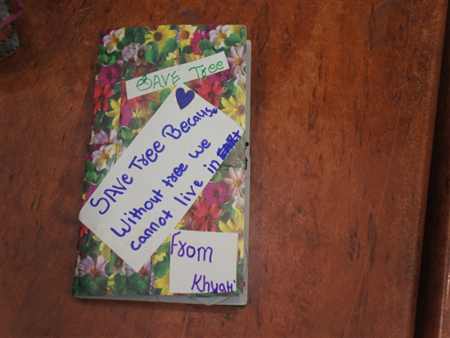 SAVE TREE
SAVE TREE Because
Without tree we
cannot live in
From
Khyati